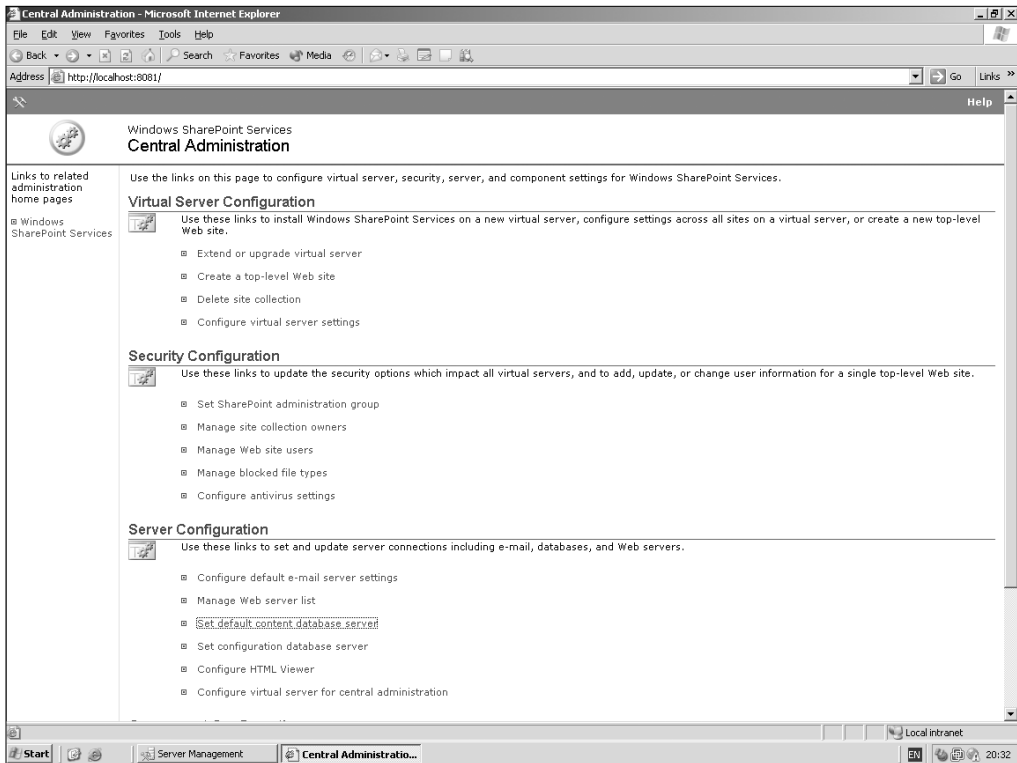 Central Administration - Microsoft Internet Explorer
File Edit View Favorites Tools Help
Back Search Favorites Media
Address http://localhost:8081/ Go Links »
Help
Windows SharePoint Services
Central Administration
Links to related
administration
home pages
Windows
SharePoint Services
Use the links on this page to configure virtual server, security, server, and component settings for Windows SharePoint Services.
Virtual Server Configuration
Use these links to install Windows SharePoint Services on a new virtual server, configure settings across all sites on a virtual server, or create a new top-level
Web site.
Extend or upgrade virtual server
Create a top-level Web site
Delete site collection
Configure virtual server settings
Security Configuration
Use these links to update the security options which impact all virtual servers, and to add, update, or change user information for a single top-level Web site.
Set SharePoint administration group
Manage site collection owners
Manage Web site users
Manage blocked file types
Configure antivirus settings
Server Configuration
Use these links to set and update server connections including e-mail, databases, and Web servers.
Configure default e-mail server settings
Manage Web server list
Set default content database server
Set configuration database server
Configure HTML Viewer
Configure virtual server for central administration
Local intranet
Start Server Management Central Administratio... EN 20:32